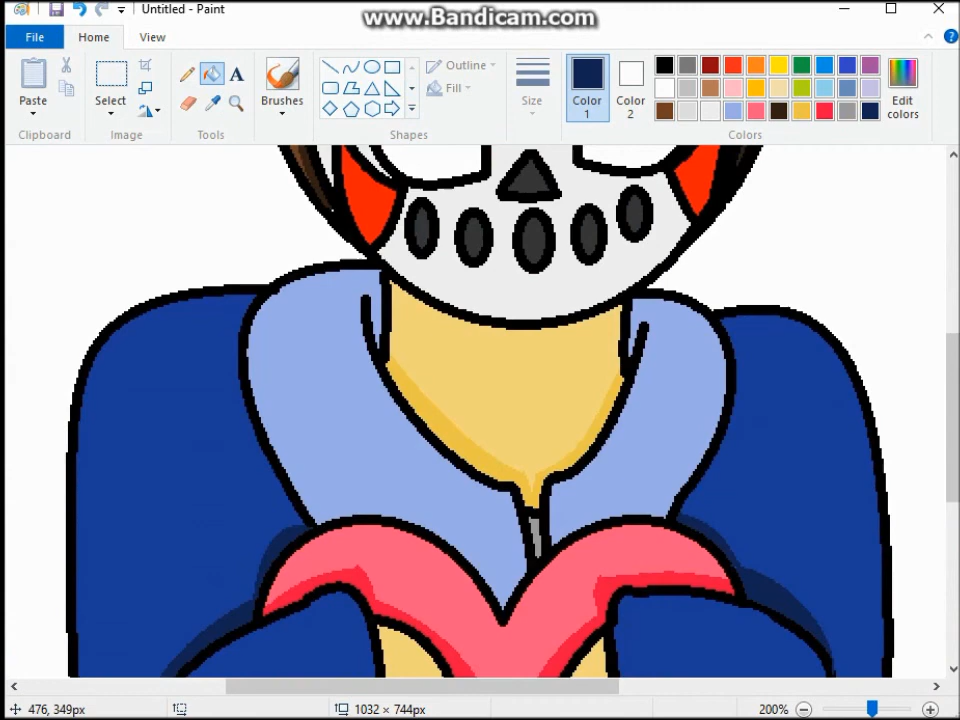 Untitled - Paint
www.Bandicam.com
File
Home
View
Paste
Select
Brushes
Outline
Fill
Size
Color 1
Color 2
Edit colors
Clipboard
Image
Tools
Shapes
Colors
476, 349px
1032 × 744px
200%